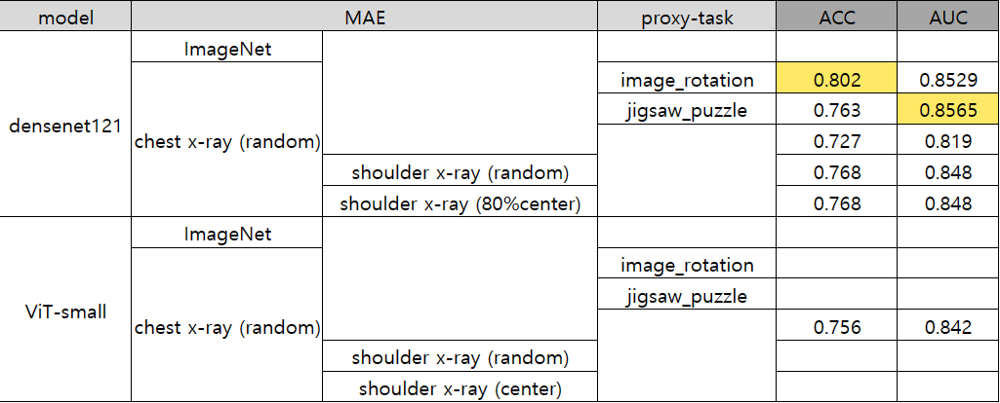 model MAE proxy-task ACC AUC
ImageNet
image_rotation 0.802 0.8529
densenet121 jigsaw_puzzle 0.763 0.8565
chest x-ray (random) 0.727 0.819
shoulder x-ray (random) 0.768 0.848
shoulder x-ray (80%center) 0.768 0.848
ImageNet
image_rotation
ViT-small jigsaw_puzzle
chest x-ray (random) 0.756 0.842
shoulder x-ray (random)
shoulder x-ray (center)